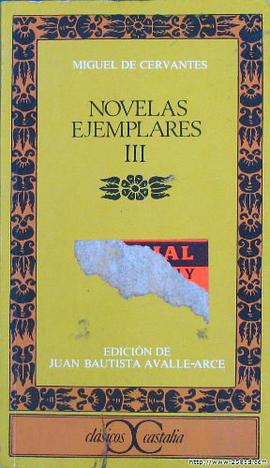 MIGUEL DE CERVANTES
NOVELAS
EJEMPLARES
III
EDICIÓN DE
JUAN BAUTISTA AVALLE-ARCE
clásicos castalia